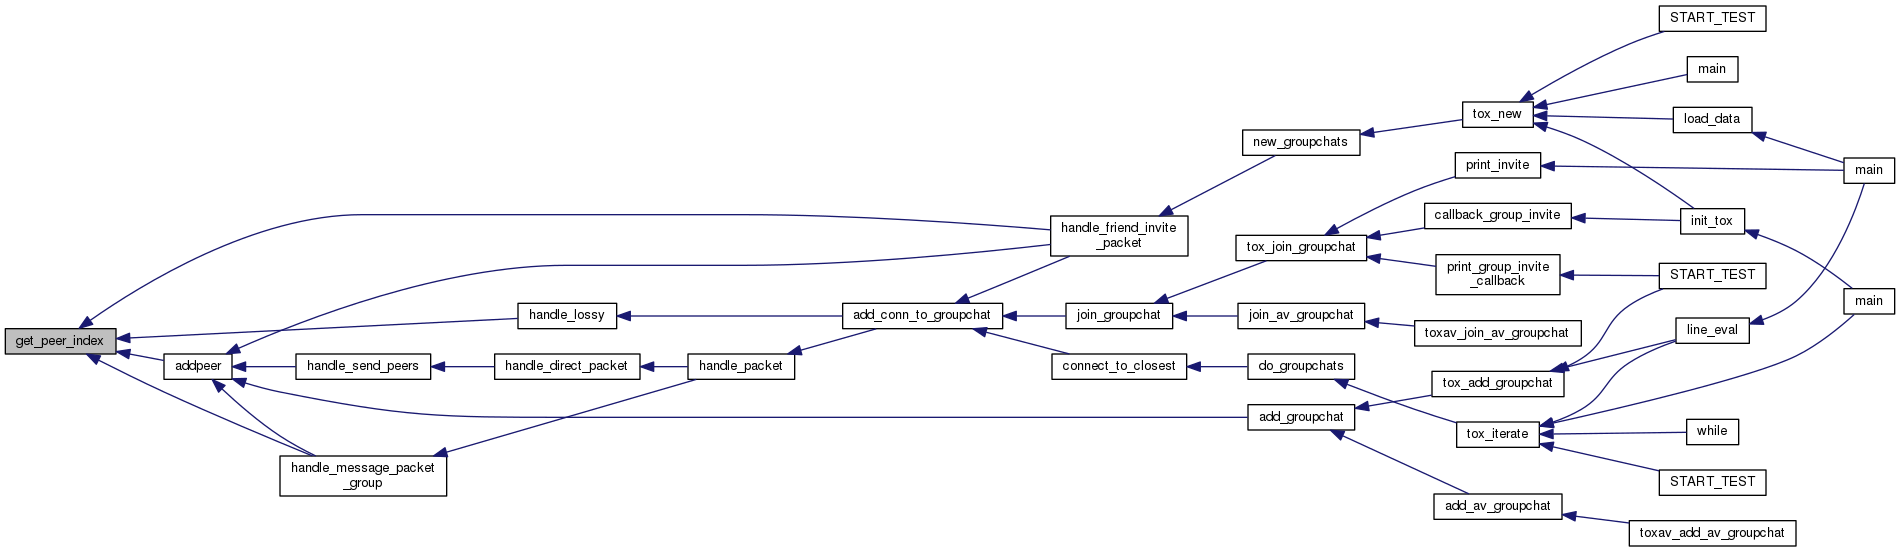 START_TEST
main
load_data
tox_new
new_groupchats
print_invite
main
callback_group_invite
init_tox
handle_friend_invite
_packet
tox_join_groupchat
print_group_invite
_callback
START_TEST
main
handle_lossy
add_conn_to_groupchat
join_groupchat
join_av_groupchat
toxav_join_av_groupchat
line_eval
get_peer_index
addpeer
handle_send_peers
handle_direct_packet
handle_packet
connect_to_closest
do_groupchats
tox_add_groupchat
add_groupchat
tox_iterate
while
handle_message_packet
_group
START_TEST
add_av_groupchat
toxav_add_av_groupchat